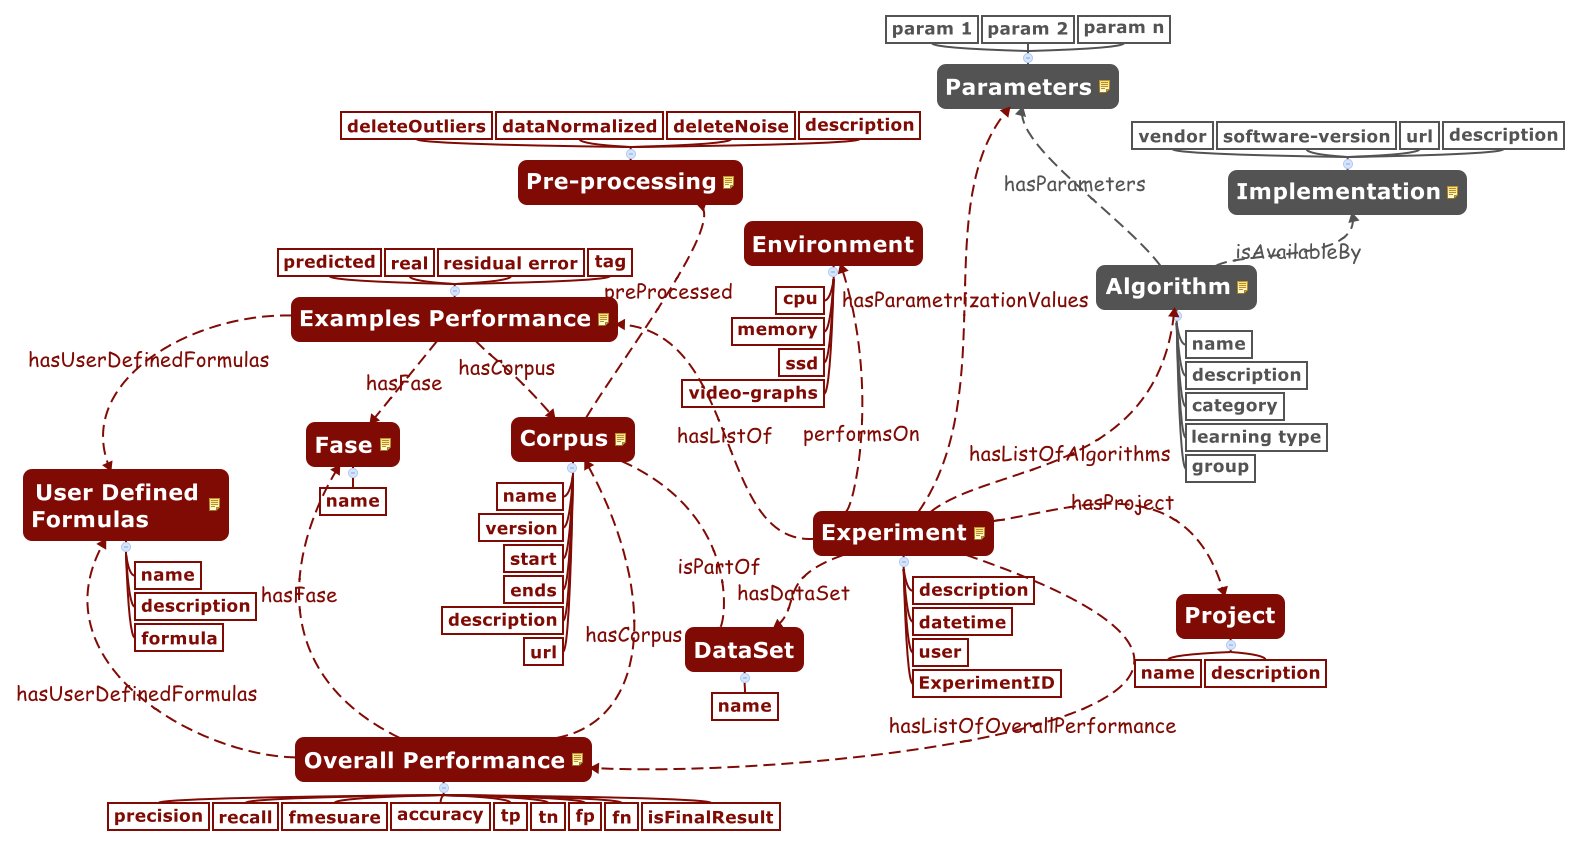 param 1
param 2
param n
Parameters
deleteOutliers
dataNormalized
deleteNoise
description
Pre-processing
vendor
software-version
url
description
Implementation
hasParameters
isAvailableBy
Environment
cpu
memory
ssd
video-graphs
predicted
real
residual error
tag
Examples Performance
preProcessed
hasParametrizationValues
Algorithm
name
description
category
learning type
group
hasUserDefinedFormulas
hasFase
hasCorpus
hasListOf
performsOn
hasListOfAlgorithms
hasProject
Fase
name
Corpus
name
version
start
ends
description
url
User Defined
Formulas
name
description
formula
hasFase
hasCorpus
isPartOf
hasDataSet
Experiment
description
datetime
user
ExperimentID
Project
name
description
DataSet
name
hasUserDefinedFormulas
hasListOfOverallPerformance
Overall Performance
precision
recall
fmesuare
accuracy
tp
tn
fp
fn
isFinalResult